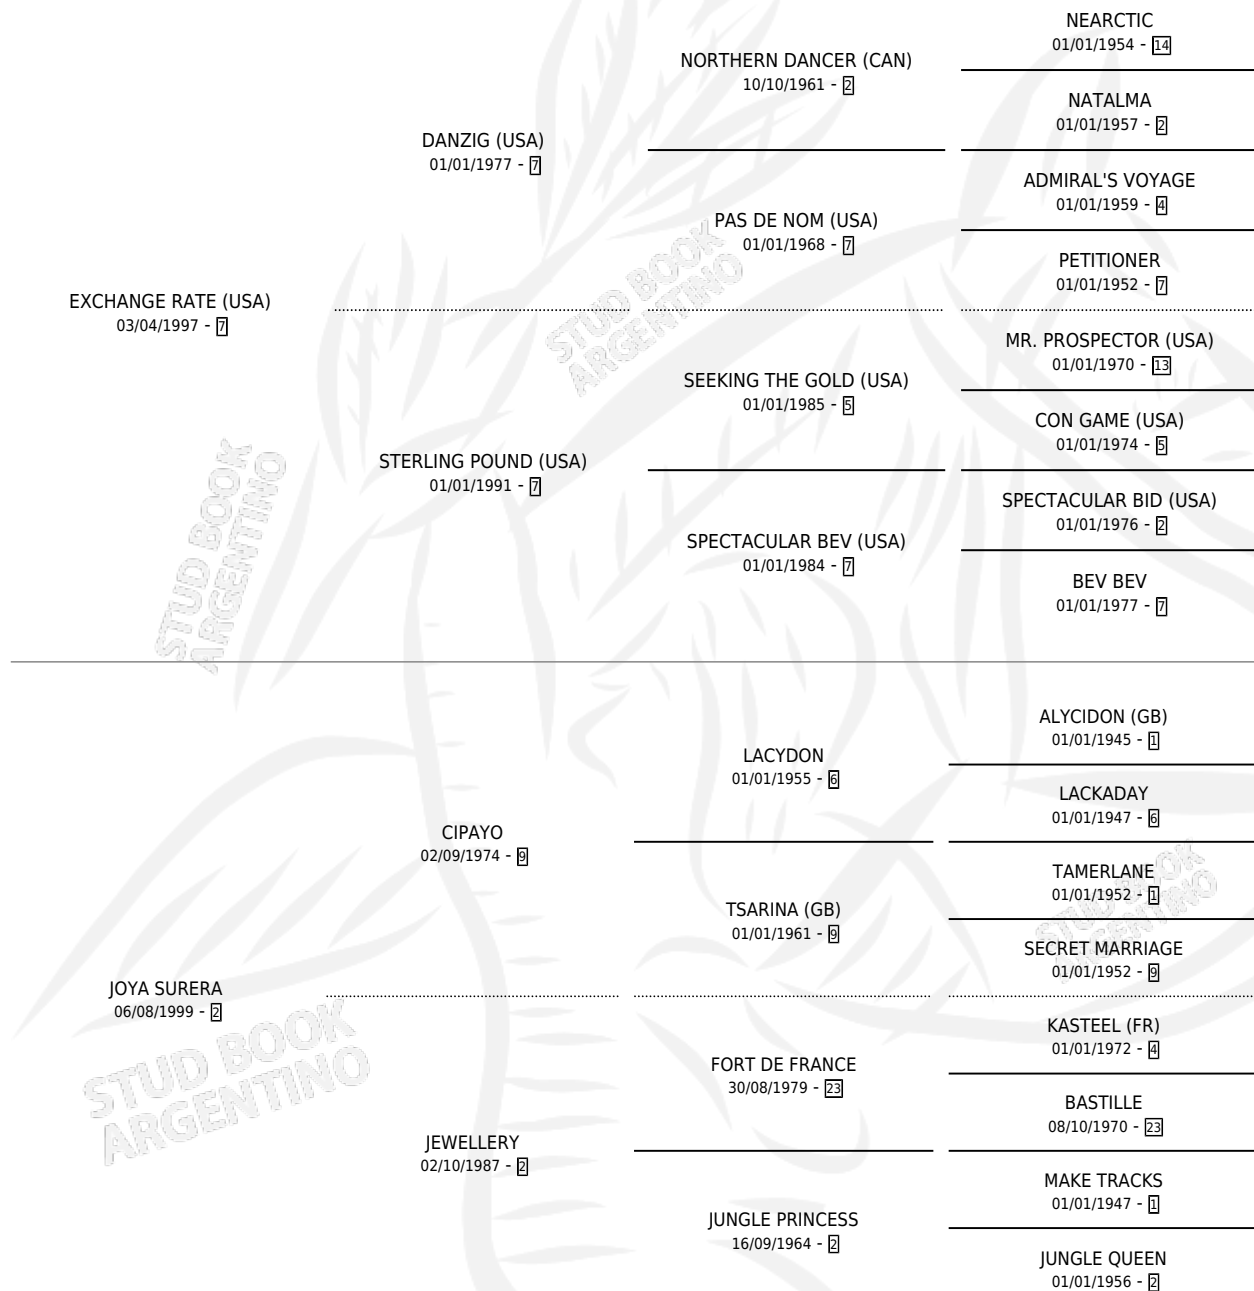 NEARCTIC
01/01/1954 - 14
NORTHERN DANCER (CAN)
10/10/1961 - 2
NATALMA
01/01/1957 - 2
DANZIG (USA)
01/01/1977 - 7
ADMIRAL'S VOYAGE
01/01/1959 - 4
PAS DE NOM (USA)
01/01/1968 - 7
PETITIONER
01/01/1952 - 7
EXCHANGE RATE (USA)
03/04/1997 - 7
STUD BOOK
ARGENTINO
MR. PROSPECTOR (USA)
01/01/1970 - 13
SEEKING THE GOLD (USA)
01/01/1985 - 5
CON GAME (USA)
01/01/1974 - 5
STERLING POUND (USA)
01/01/1991 - 7
SPECTACULAR BID (USA)
01/01/1976 - 2
SPECTACULAR BEV (USA)
01/01/1984 - 7
BEV BEV
01/01/1977 - 7
STUD BOOK
ARGENTINO
ALYCIDON (GB)
01/01/1945 - 1
LACYDON
01/01/1955 - 6
LACKADAY
01/01/1947 - 6
CIPAYO
02/09/1974 - 9
TAMERLANE
01/01/1952 - 1
TSARINA (GB)
01/01/1961 - 9
SECRET MARRIAGE
01/01/1952 - 9
STUD BOOK
ARGENTINO
JOYA SURERA
06/08/1999 - 2
KASTEEL (FR)
01/01/1972 - 4
FORT DE FRANCE
30/08/1979 - 23
BASTILLE
08/10/1970 - 23
STUD BOOK
ARGENTINO
JEWELLERY
02/10/1987 - 2
MAKE TRACKS
01/01/1947 - 1
JUNGLE PRINCESS
16/09/1964 - 2
JUNGLE QUEEN
01/01/1956 - 2